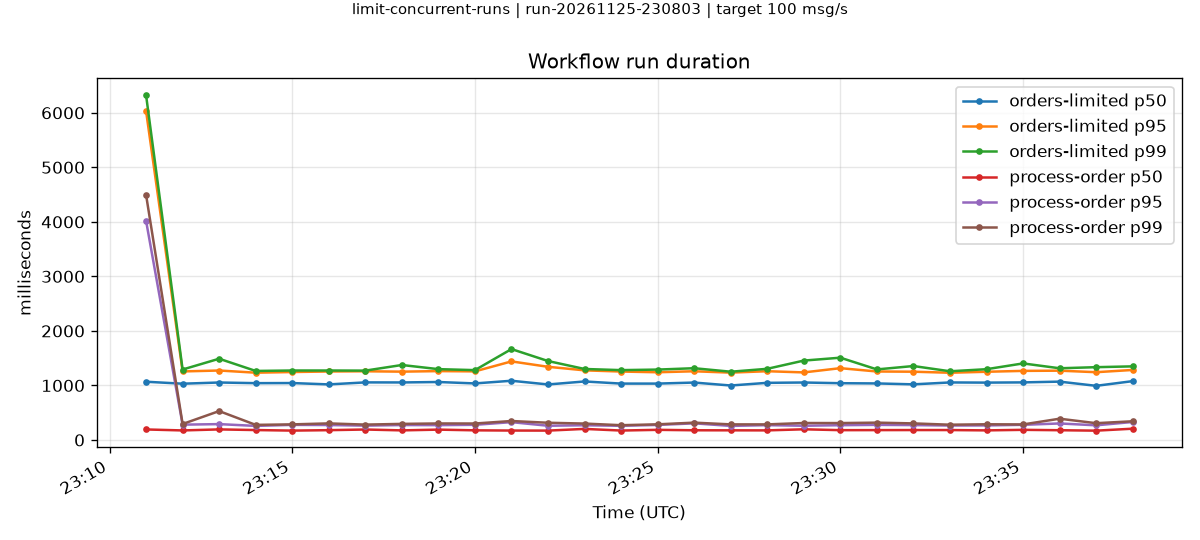 limit-concurrent-runs | run-20261125-230803 | target 100 msg/s
Workflow run duration
orders-limited p50
orders-limited p95
orders-limited p99
process-order p50
process-order p95
process-order p99
milliseconds
6000
5000
4000
3000
2000
1000
0
23:10
23:15
23:20
23:25
23:30
23:35
Time (UTC)